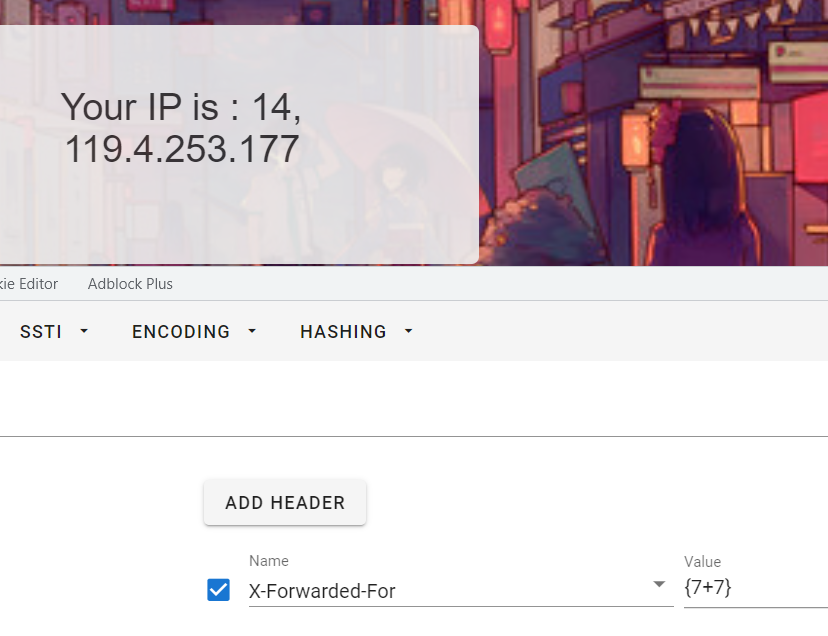 Your IP is : 14,
119.4.253.177
kie Editor Adblock Plus
SSTI ENCODING HASHING
ADD HEADER
Name Value
X-Forwarded-For {7+7}